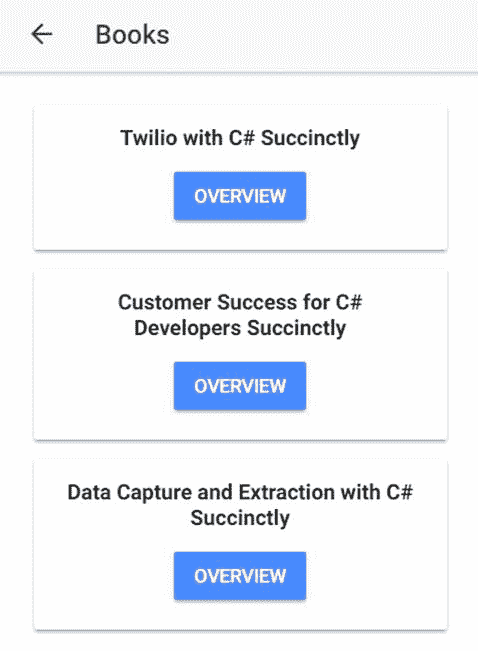 Books
Twilio with C# Succinctly
OVERVIEW
Customer Success for C#
Developers Succinctly
OVERVIEW
Data Capture and Extraction with C#
Succinctly
OVERVIEW